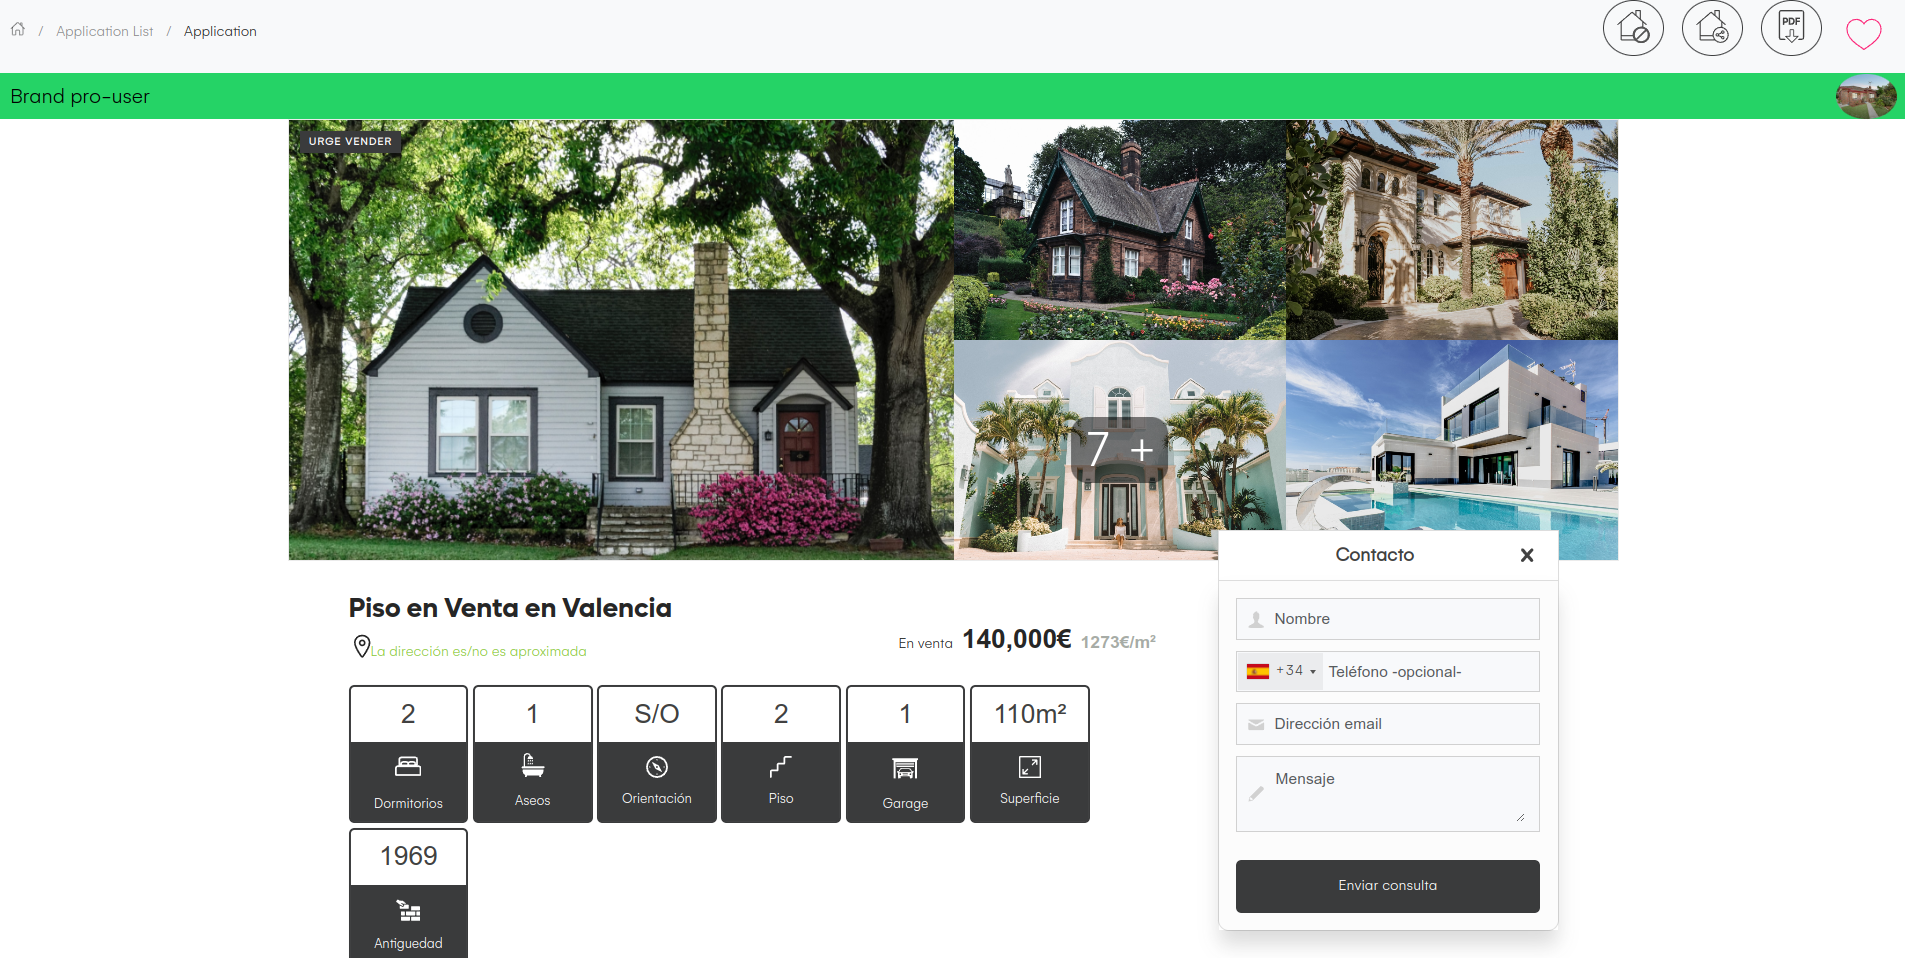 / Application List / Application
PDF
Brand pro-user
URGE VENDER
7 +
Piso en Venta en Valencia
La dirección es/no es aproximada
En venta 140,000€ 1273€/m²
2
Dormitorios
1
Aseos
S/O
Orientación
2
Piso
1
Garage
110m²
Superficie
1969
Antiguedad
Contacto
Nombre
+34 Teléfono -opcional-
Dirección email
Mensaje
Enviar consulta